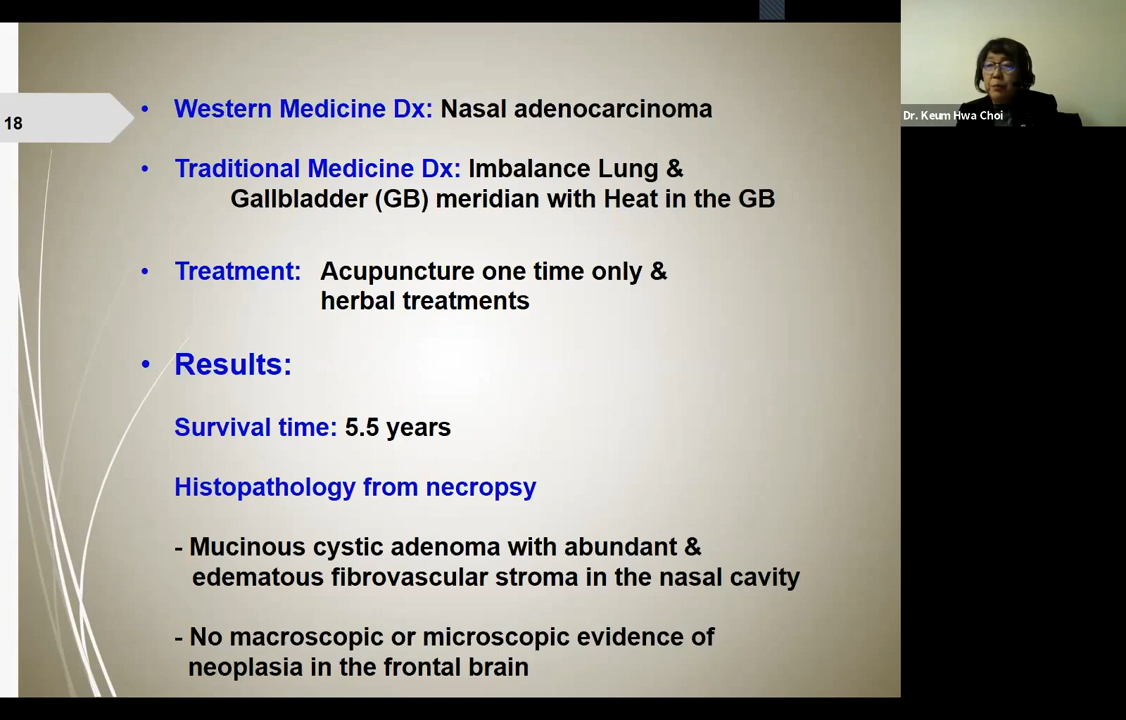 18
• Western Medicine Dx: Nasal adenocarcinoma
• Traditional Medicine Dx: Imbalance Lung &
Gallbladder (GB) meridian with Heat in the GB
• Treatment: Acupuncture one time only &
herbal treatments
• Results:
Survival time: 5.5 years
Histopathology from necropsy
- Mucinous cystic adenoma with abundant &
edematous fibrovascular stroma in the nasal cavity
- No macroscopic or microscopic evidence of
neoplasia in the frontal brain
Dr. Keum Hwa Choi